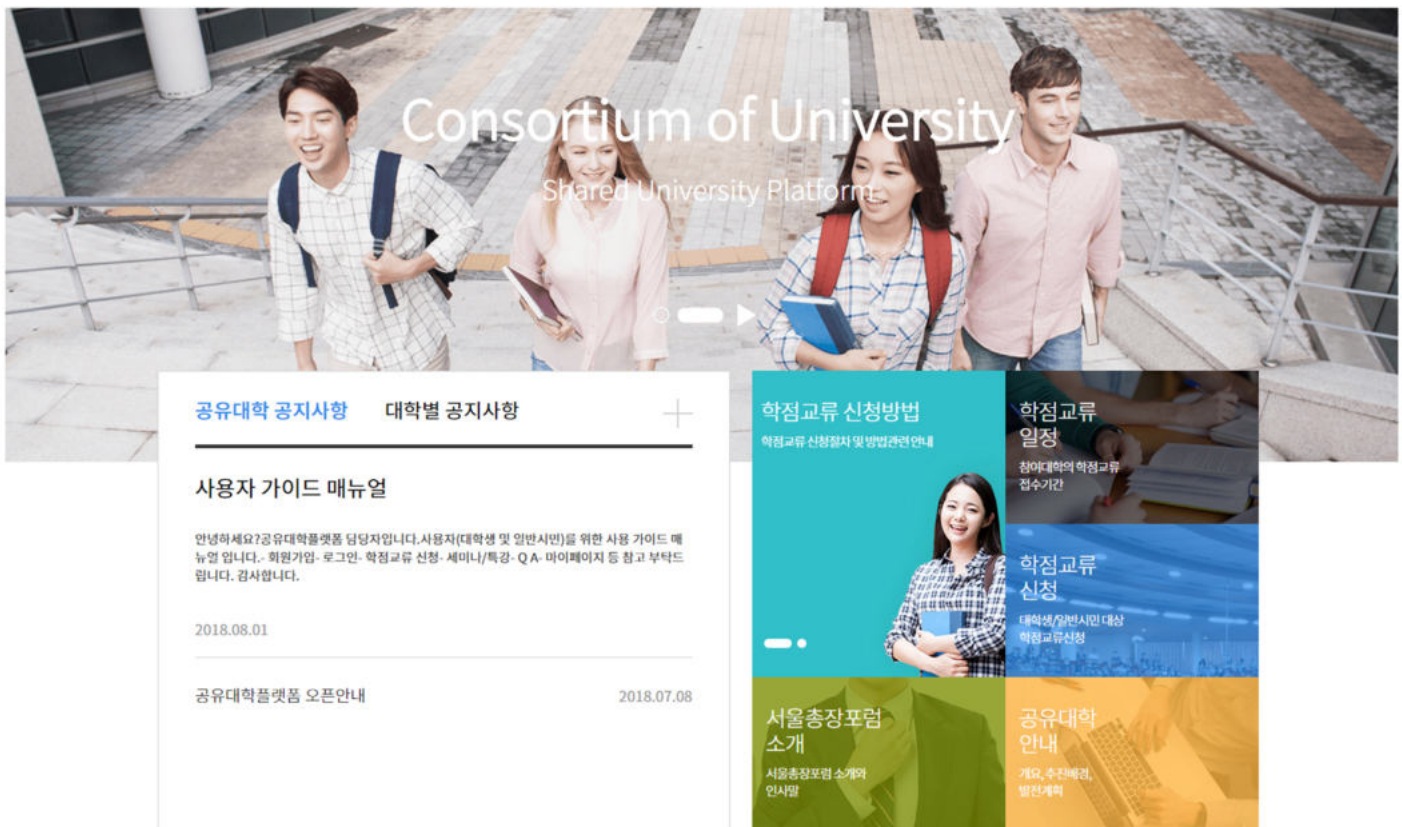 Consortium of University
Shared University Platform
공유대학 공지사항
대학별 공지사항
사용자 가이드 매뉴얼
안녕하세요?공유대학플랫폼 담당자입니다.사용자(대학생 및 일반시민)를 위한 사용 가이드 매
뉴얼 입니다.- 회원가입- 로그인- 학점교류 신청- 세미나/특강- Q A- 마이페이지 등 참고 부탁드
립니다. 감사합니다.
2018.08.01
공유대학플랫폼 오픈안내
2018.07.08
학점교류 신청방법
학점교류 신청절차 및 방법관련 안내
학점교류
일정
참여대학의 학점교류
접수기간
학점교류
신청
대학생/일반시민 대상
학점교류신청
서울총장포럼
소개
서울총장포럼 소개와
인사말
공유대학
안내
개요, 추진배경,
발전계획